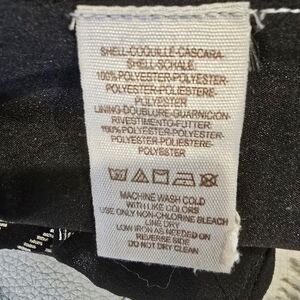 SHELL-COQUILLE-CASCARA-
SHELL-SCHALE
100% POLYESTER-POLYESTER-
POLYESTER-POLIESTERE-
POLYESTER
LINING-DOUBLURE-GUARNICION-
RIVESTIMENTO-FUTTER
100% POLYESTER-POLYESTER-
POLYESTER-POLIESTERE-
POLYESTER
MACHINE WASH COLD
WITH LIKE COLORS
USE ONLY NON-CHLORINE BLEACH
LINE DRY
LOW IRON AS NEEDED ON
REVERSE SIDE
DO NOT DRY CLEAN